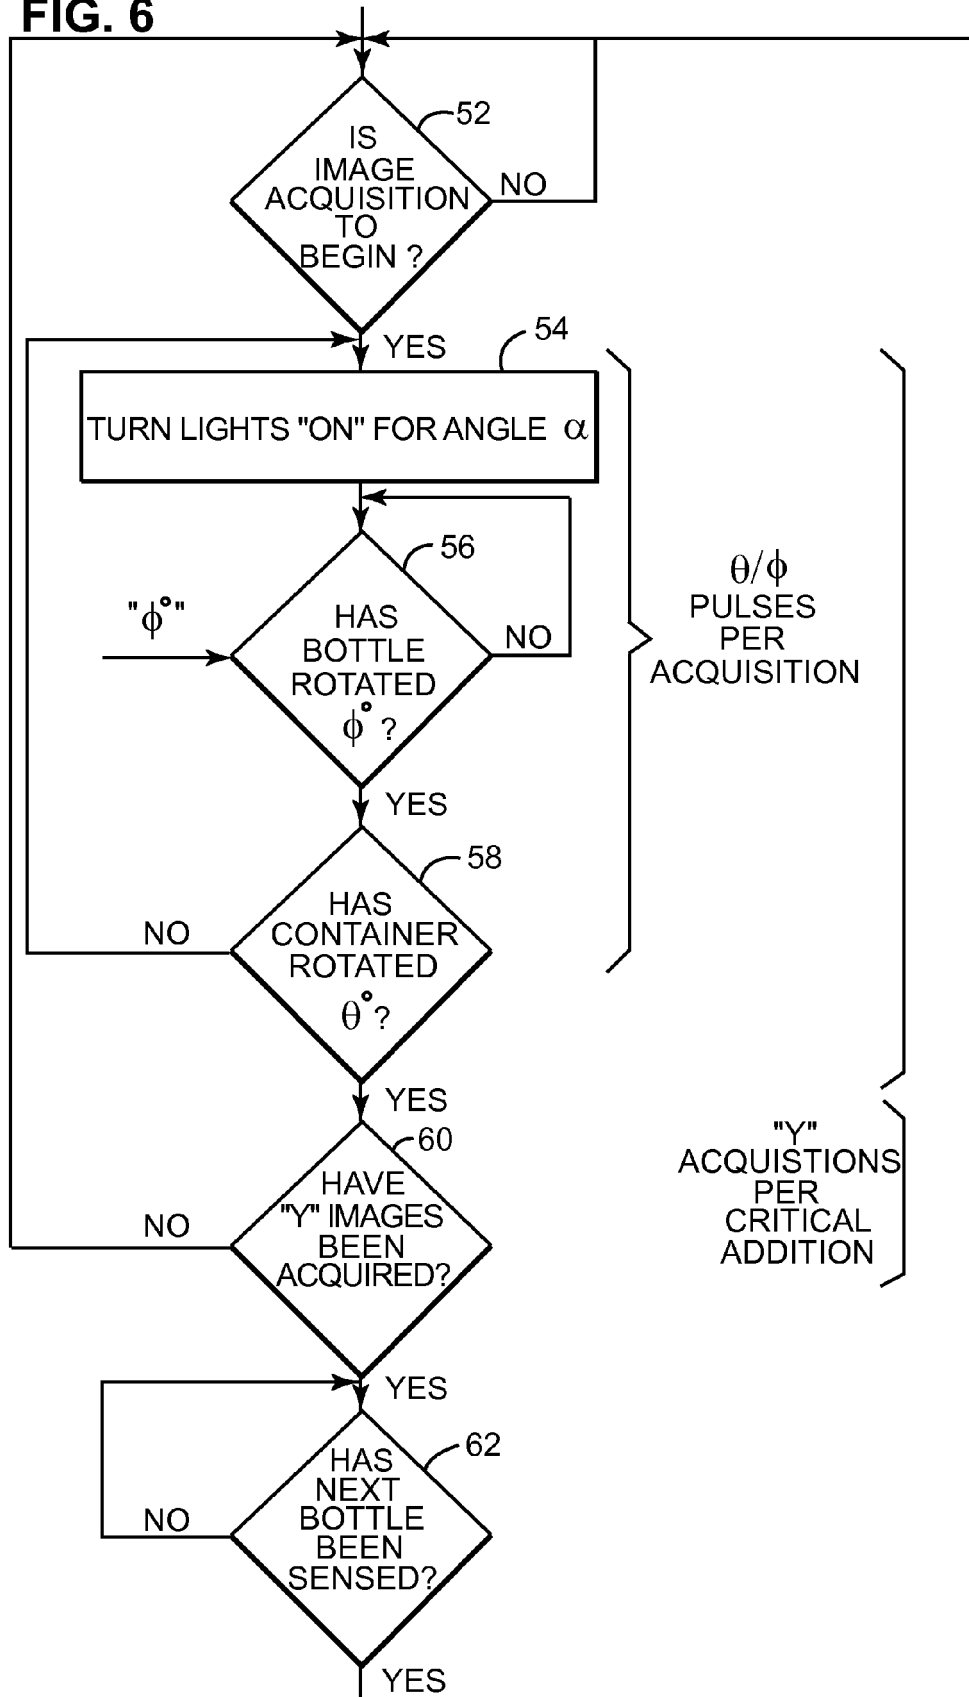 FIG. 6
52
IS
IMAGE
ACQUISITION
TO
BEGIN ?
NO
YES
54
TURN LIGHTS "ON" FOR ANGLE α
56
"ϕ°"
HAS
BOTTLE
ROTATED
ϕ° ?
NO
θ/ϕ
PULSES
PER
ACQUISITION
YES
58
HAS
CONTAINER
ROTATED
θ°?
NO
YES
60
HAVE
"Y" IMAGES
BEEN
ACQUIRED?
NO
"Y"
ACQUISTIONS
PER
CRITICAL
ADDITION
YES
62
HAS
NEXT
BOTTLE
BEEN
SENSED?
NO
YES